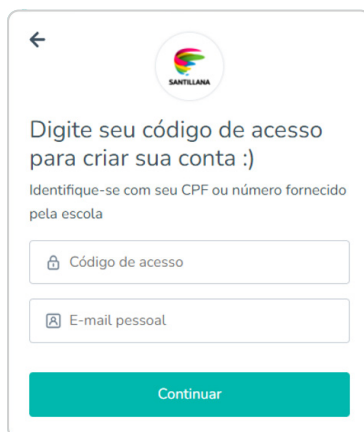 SANTILLANA
Digite seu código de acesso
para criar sua conta :)
Identifique-se com seu CPF ou número fornecido
pela escola
Código de acesso
E-mail pessoal
Continuar